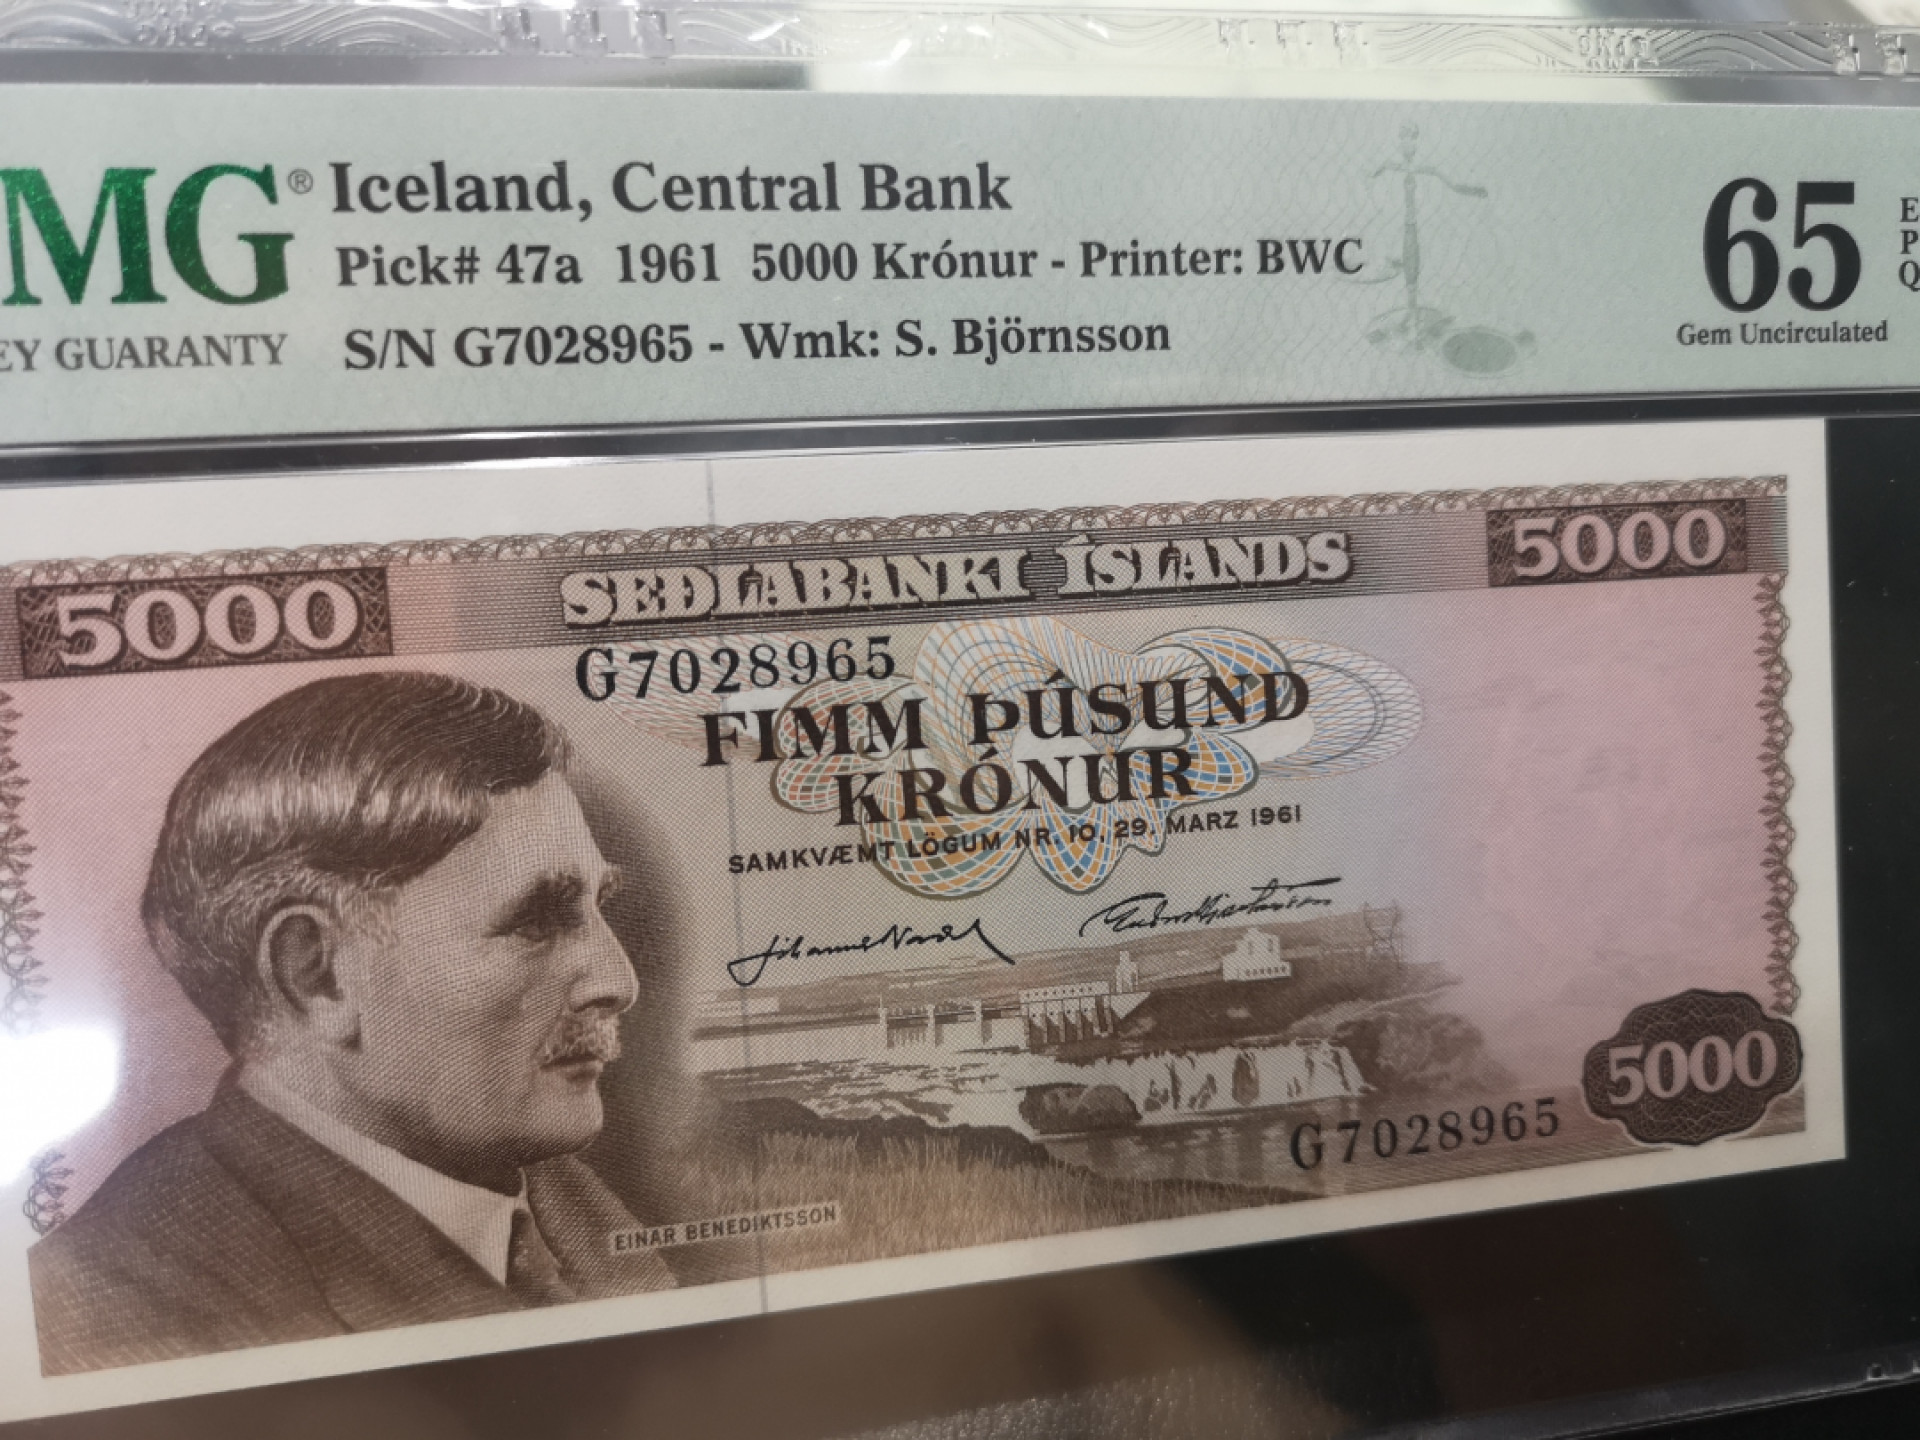 MG® Iceland, Central Bank
Pick# 47a 1961 5000 Krónur - Printer: BWC
EY GUARANTY S/N G7028965 - Wmk: S. Björnsson
65 E
P
Q
Gem Uncirculated
5000 SEÐLABANKI ÍSLANDS 5000
G7028965
FIMM ÞÚSUND
KRÓNUR
SAMKVÆMT LÖGUM NR. 10, 29. MARZ 1961
5000
G7028965
EINAR BENEDIKTSSON